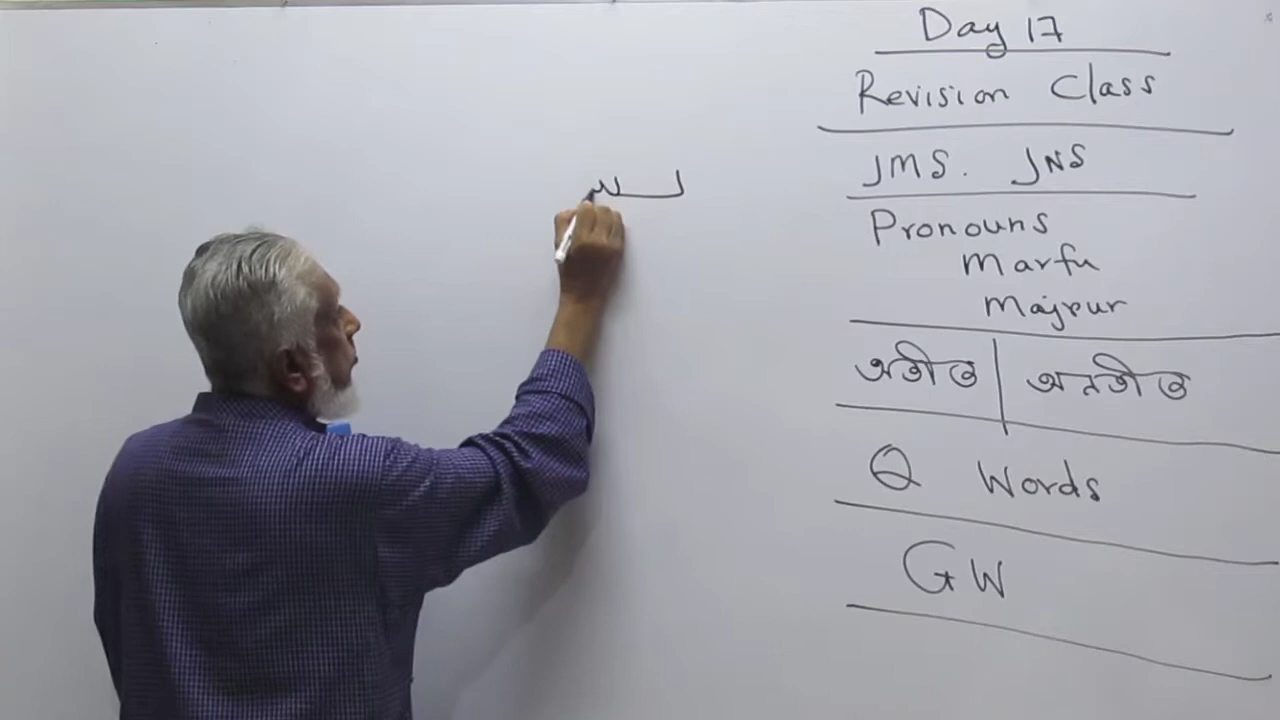 Day 17
Revision Class
JMS. JNS
Pronouns
Marfu
Majrur
অতীত | অনতীত
Q Words
GW